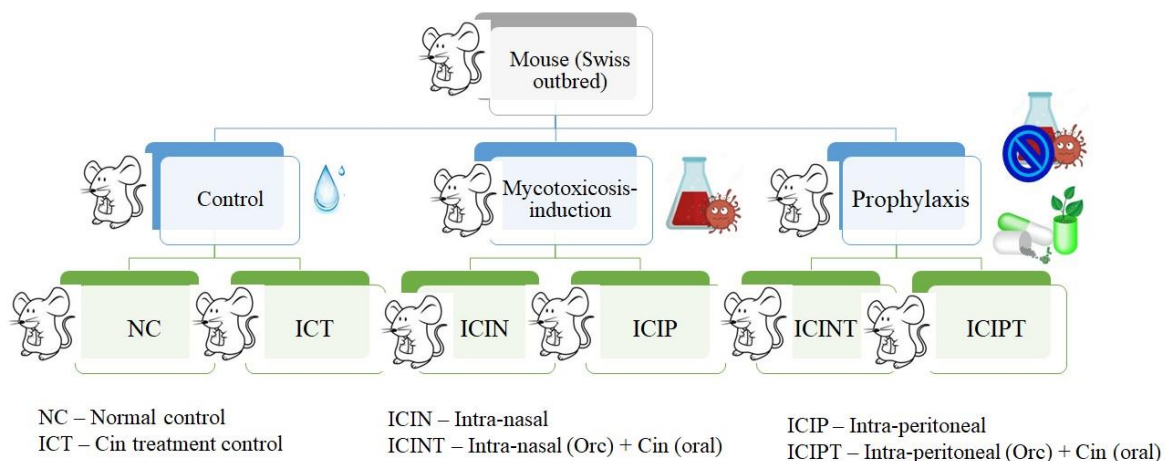 Mouse (Swiss
outbred)
Control
Mycotoxicosis-
induction
Prophylaxis
NC
ICT
ICIN
ICIP
ICINT
ICIPT
NC – Normal control
ICT – Cin treatment control
ICIN – Intra-nasal
ICINT – Intra-nasal (Orc) + Cin (oral)
ICIP – Intra-peritoneal
ICIPT – Intra-peritoneal (Orc) + Cin (oral)